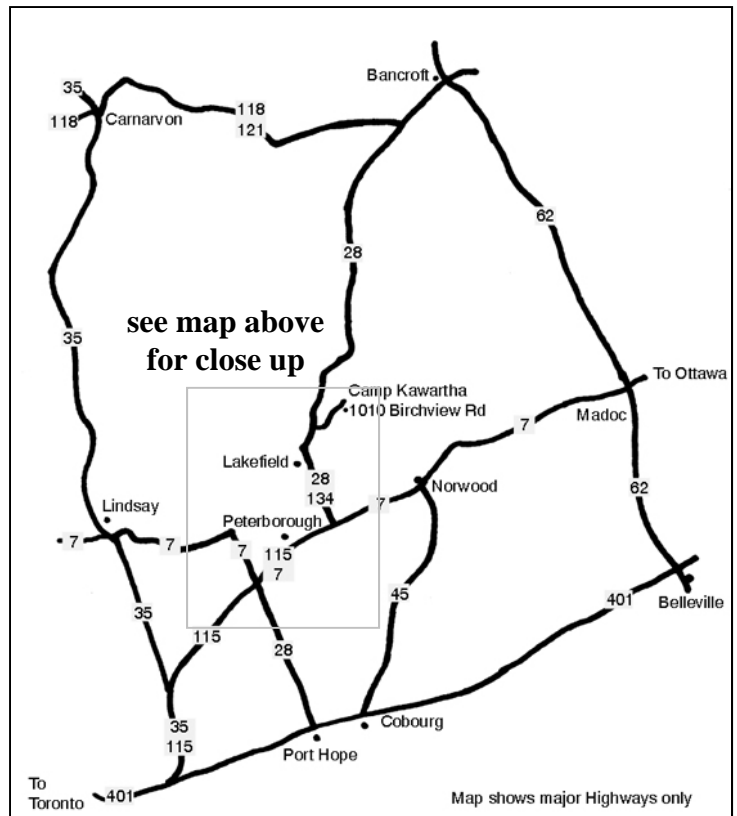 Bancroft
35
118
Carnarvon
118
121
62
28
see map above
for close up
35
To Ottawa
Camp Kawartha
1010 Birchview Rd
Madoc
7
Lakefield
28
134
7
Norwood
62
Lindsay
Peterborough
7
7
7
115
7
45
401
Belleville
35
115
28
35
115
Cobourg
Port Hope
To
Toronto
401
Map shows major Highways only